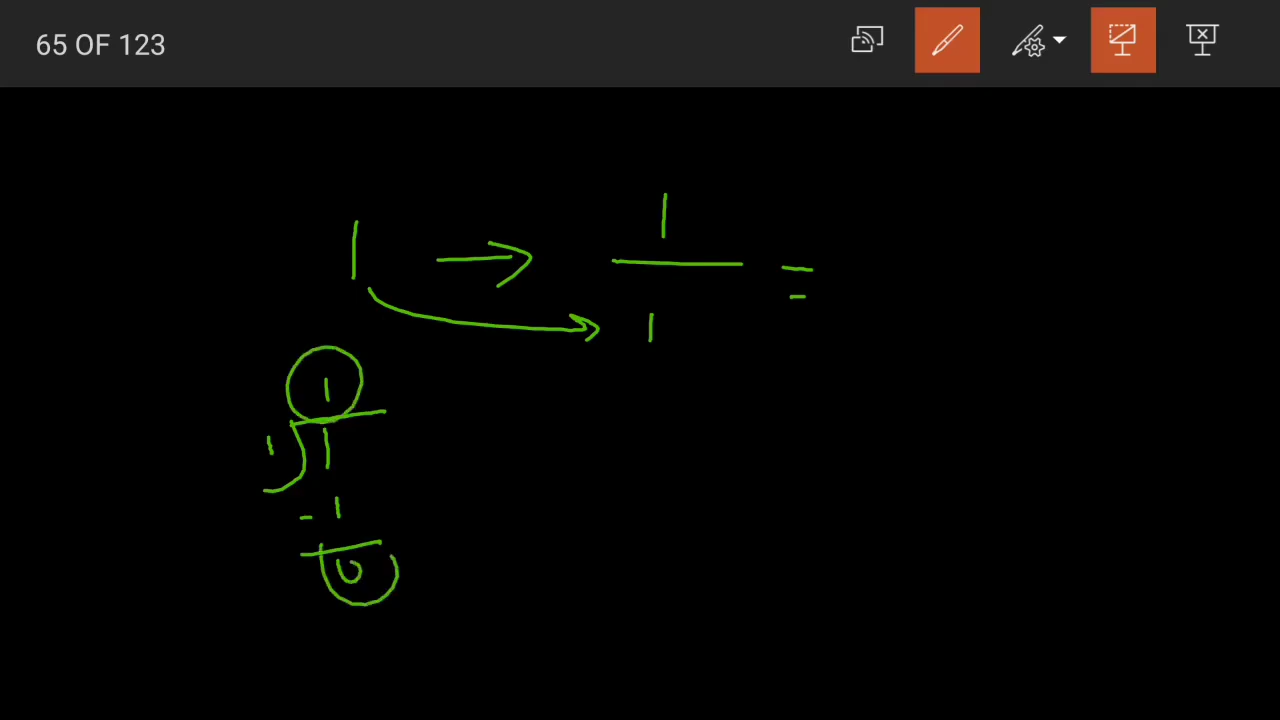 65 OF 123
1 → 1/1 =
1
1 ) 1
- 1
0